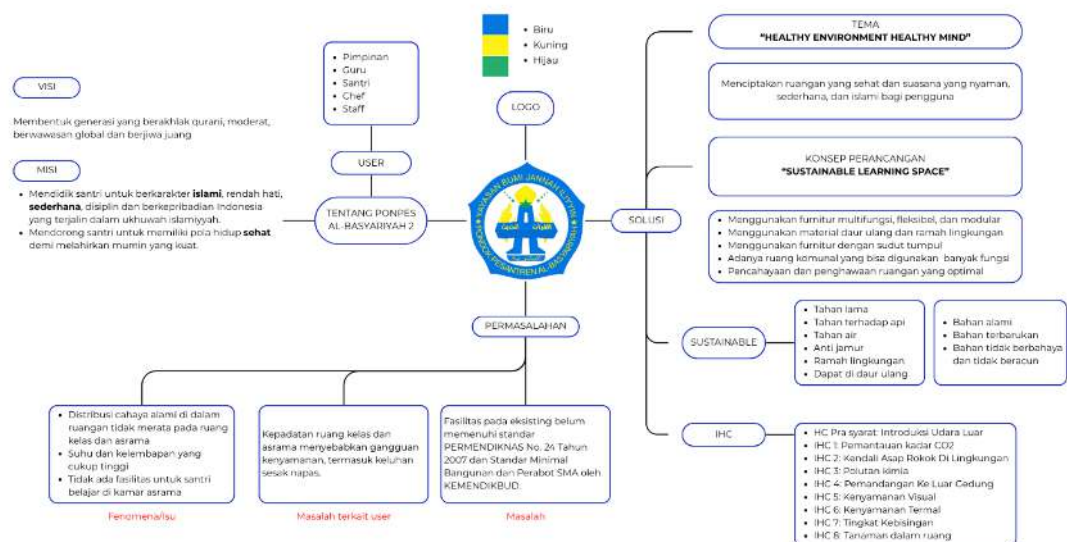 Biru
Kuning
Hijau
LOGO
Pimpinan
Guru
Santri
Chef
Staff
USER
VISI
Membentuk generasi yang berakhlak qurani, moderat,
berwawasan global dan berjiwa juang
MISI
Mendidik santri untuk berkarakter islami, rendah hati,
sederhana, disiplin dan berkepribadian Indonesia
yang terjalin dalam ukhuwah islamiyyah.
Mendorong santri untuk memiliki pola hidup sehat
demi melahirkan mumin yang kuat.
TENTANG PONPES
AL-BASYARIYAH 2
PERMASALAHAN
Distribusi cahaya alami di dalam
ruangan tidak merata pada ruang
kelas dan asrama
Suhu dan kelembapan yang
cukup tinggi
Tidak ada fasilitas untuk santri
belajar di kamar asrama
Fenomena/Isu
Kepadatan ruang kelas dan
asrama menyebabkan gangguan
kenyamanan, termasuk keluhan
sesak napas.
Masalah terkait user
Fasilitas pada eksisting belum
memenuhi standar
PERMENDIKNAS No. 24 Tahun
2007 dan Standar Minimal
Bangunan dan Perabot SMA oleh
KEMENDIKBUD.
Masalah
SOLUSI
TEMA
“HEALTHY ENVIRONMENT HEALTHY MIND”
Menciptakan ruangan yang sehat dan suasana yang nyaman,
sederhana, dan islami bagi pengguna
KONSEP PERANCANGAN
“SUSTAINABLE LEARNING SPACE”
Menggunakan furnitur multifungsi, fleksibel, dan modular
Menggunakan material daur ulang dan ramah lingkungan
Menggunakan furnitur dengan sudut tumpul
Adanya ruang komunal yang bisa digunakan banyak fungsi
Pencahayaan dan penghawaan ruangan yang optimal
SUSTAINABLE
Tahan lama
Tahan terhadap api
Tahan air
Anti jamur
Ramah lingkungan
Dapat di daur ulang
Bahan alami
Bahan terbarukan
Bahan tidak berbahaya
dan tidak beracun
IHC
HC Pra syarat: Introduksi Udara Luar
IHC 1: Pemantauan kadar CO2
IHC 2: Kendali Asap Rokok Di Lingkungan
IHC 3: Polutan kimia
IHC 4: Pemandangan Ke Luar Gedung
IHC 5: Kenyamanan Visual
IHC 6: Kenyamanan Termal
IHC 7: Tingkat Kebisingan
IHC 8: Tanaman dalam ruang